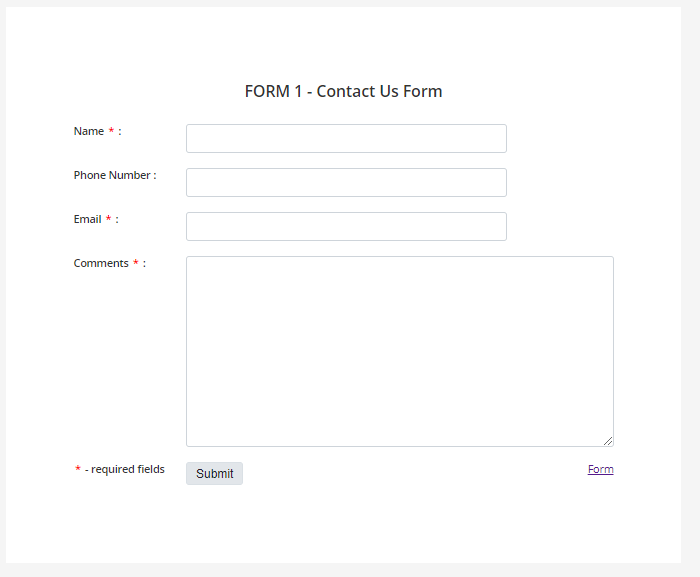 FORM 1 - Contact Us Form
Name * :
Phone Number :
Email * :
Comments * :
* - required fields
Submit
Form